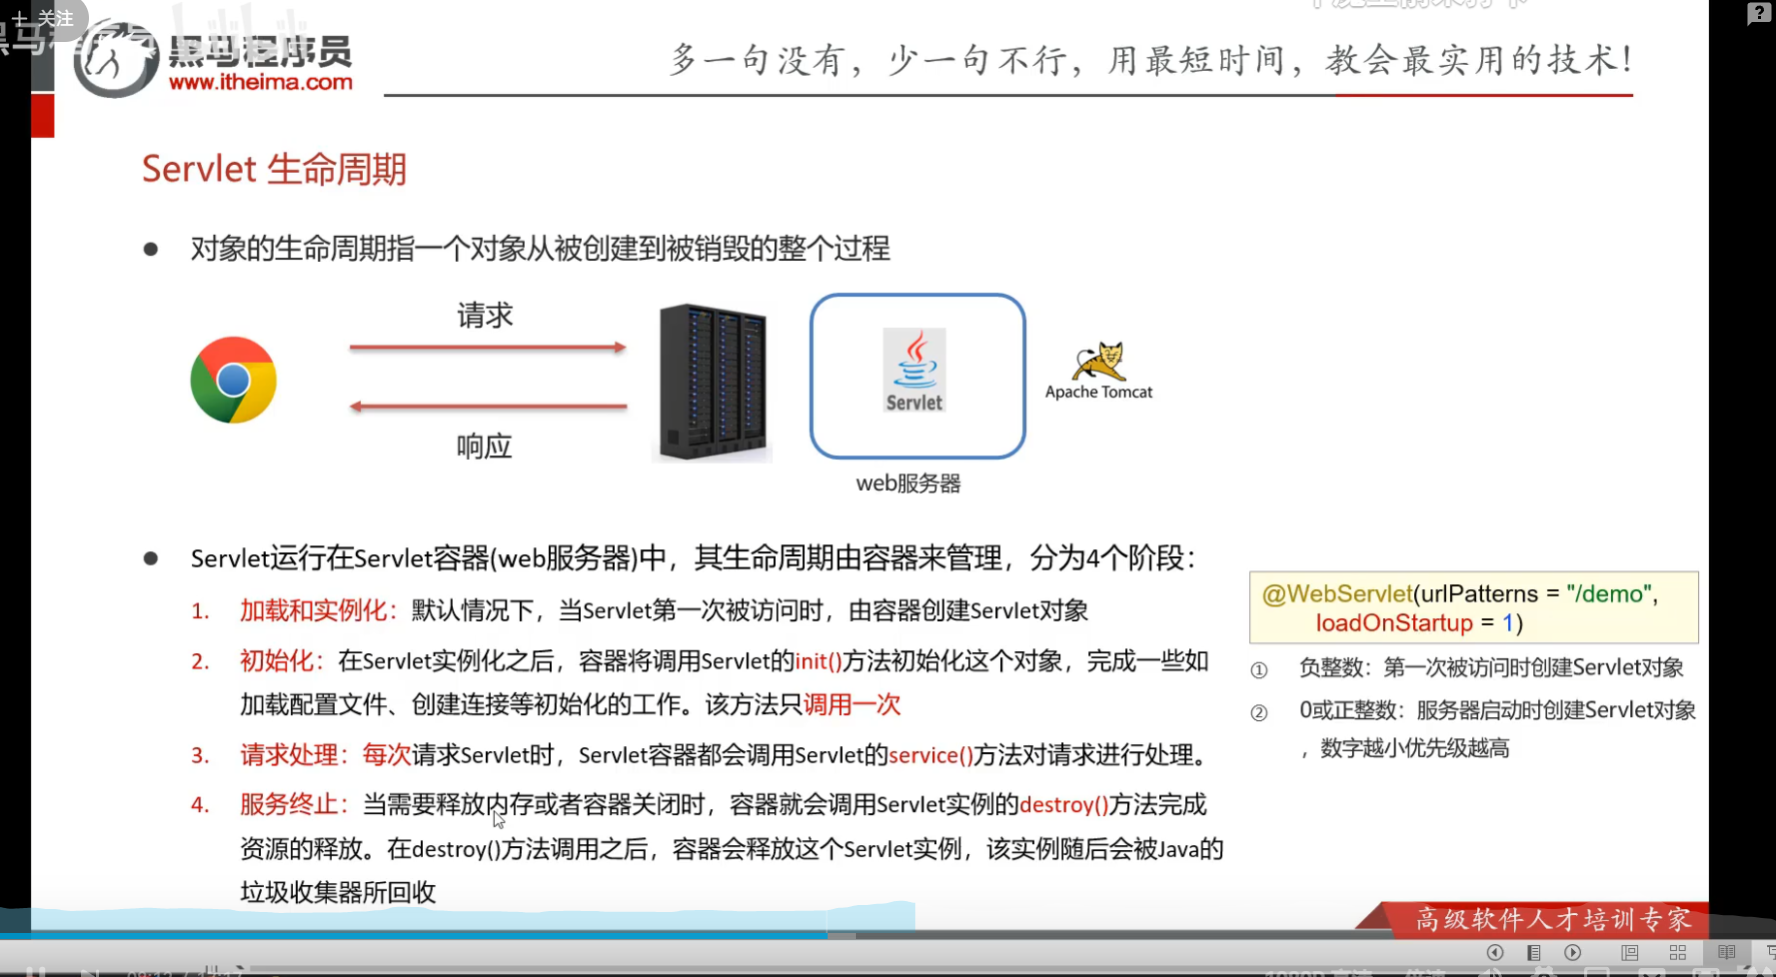 + 关注
黑马程序员
www.itheima.com
多一句没有，少一句不行，用最短时间，教会最实用的技术！
Servlet 生命周期
● 对象的生命周期指一个对象从被创建到被销毁的整个过程
请求
响应
Servlet
web服务器
Apache Tomcat
● Servlet运行在Servlet容器(web服务器)中，其生命周期由容器来管理，分为4个阶段：
1. 加载和实例化：默认情况下，当Servlet第一次被访问时，由容器创建Servlet对象
2. 初始化：在Servlet实例化之后，容器将调用Servlet的init()方法初始化这个对象，完成一些如
加载配置文件、创建连接等初始化的工作。该方法只调用一次
3. 请求处理：每次请求Servlet时，Servlet容器都会调用Servlet的service()方法对请求进行处理。
4. 服务终止：当需要释放内存或者容器关闭时，容器就会调用Servlet实例的destroy()方法完成
资源的释放。在destroy()方法调用之后，容器会释放这个Servlet实例，该实例随后会被Java的
垃圾收集器所回收
@WebServlet(urlPatterns = "/demo",
loadOnStartup = 1)
① 负整数：第一次被访问时创建Servlet对象
② 0或正整数：服务器启动时创建Servlet对象
，数字越小优先级越高
高级软件人才培训专家